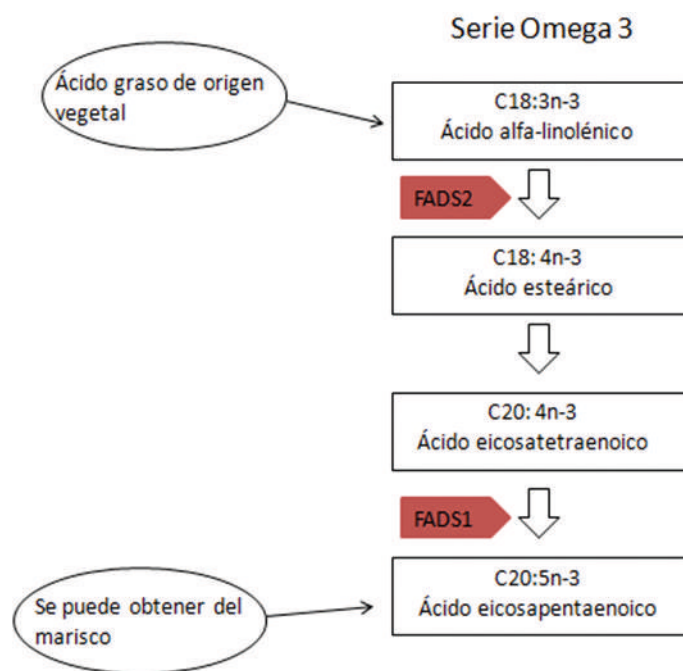 Serie Omega 3
Ácido graso de origen
vegetal
C18:3n-3
Ácido alfa-linolénico
FADS2
C18: 4n-3
Ácido esteárico
C20: 4n-3
Ácido eicosatetraenoico
FADS1
C20:5n-3
Ácido eicosapentaenoico
Se puede obtener del
marisco